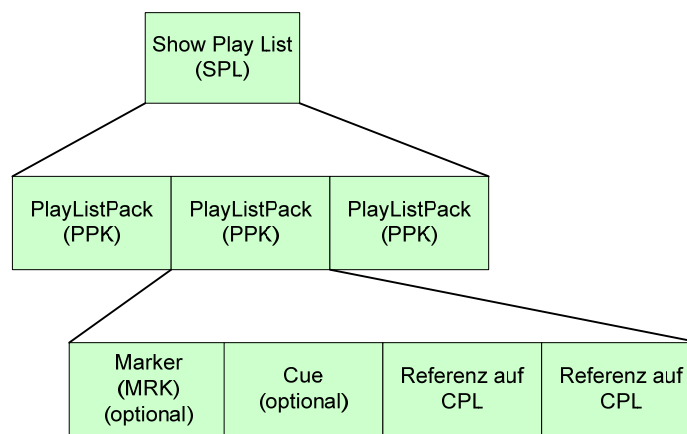 Show Play List
(SPL)
PlayListPack
(PPK)
PlayListPack
(PPK)
PlayListPack
(PPK)
Marker
(MRK)
(optional)
Cue
(optional)
Referenz auf
CPL
Referenz auf
CPL